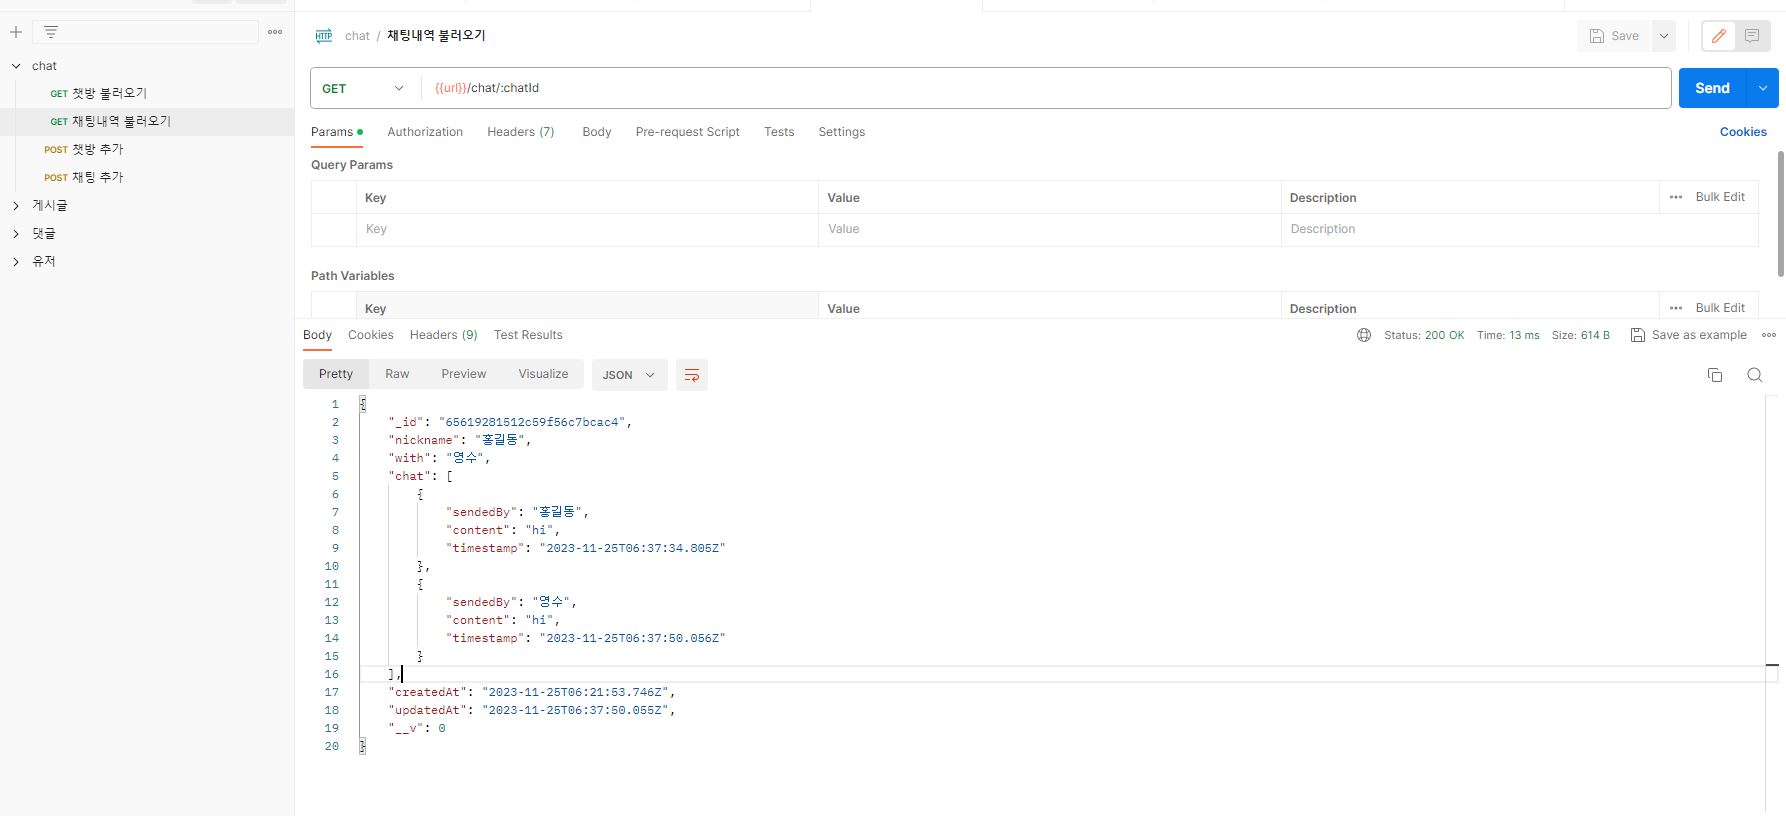 chat / 채팅내역 불러오기
Save
chat
GET 챗방 불러오기
GET 채팅내역 불러오기
POST 챗방 추가
POST 채팅 추가
게시글
댓글
유저
GET {{url}}/chat/:chatId Send
Params Authorization Headers (7) Body Pre-request Script Tests Settings Cookies
Query Params
Key Value Description Bulk Edit
Key Value Description
Path Variables
Key Value Description Bulk Edit
Body Cookies Headers (9) Test Results Status: 200 OK Time: 13 ms Size: 614 B Save as example
Pretty Raw Preview Visualize JSON
1 {
2 "_id": "65619281512c59f56c7bcac4",
3 "nickname": "홍길동",
4 "with": "영수",
5 "chat": [
6 {
7 "sendedBy": "홍길동",
8 "content": "hi",
9 "timestamp": "2023-11-25T06:37:34.805Z"
10 },
11 {
12 "sendedBy": "영수",
13 "content": "hi",
14 "timestamp": "2023-11-25T06:37:50.056Z"
15 }
16 ],
17 "createdAt": "2023-11-25T06:21:53.746Z",
18 "updatedAt": "2023-11-25T06:37:50.055Z",
19 "__v": 0
20 }